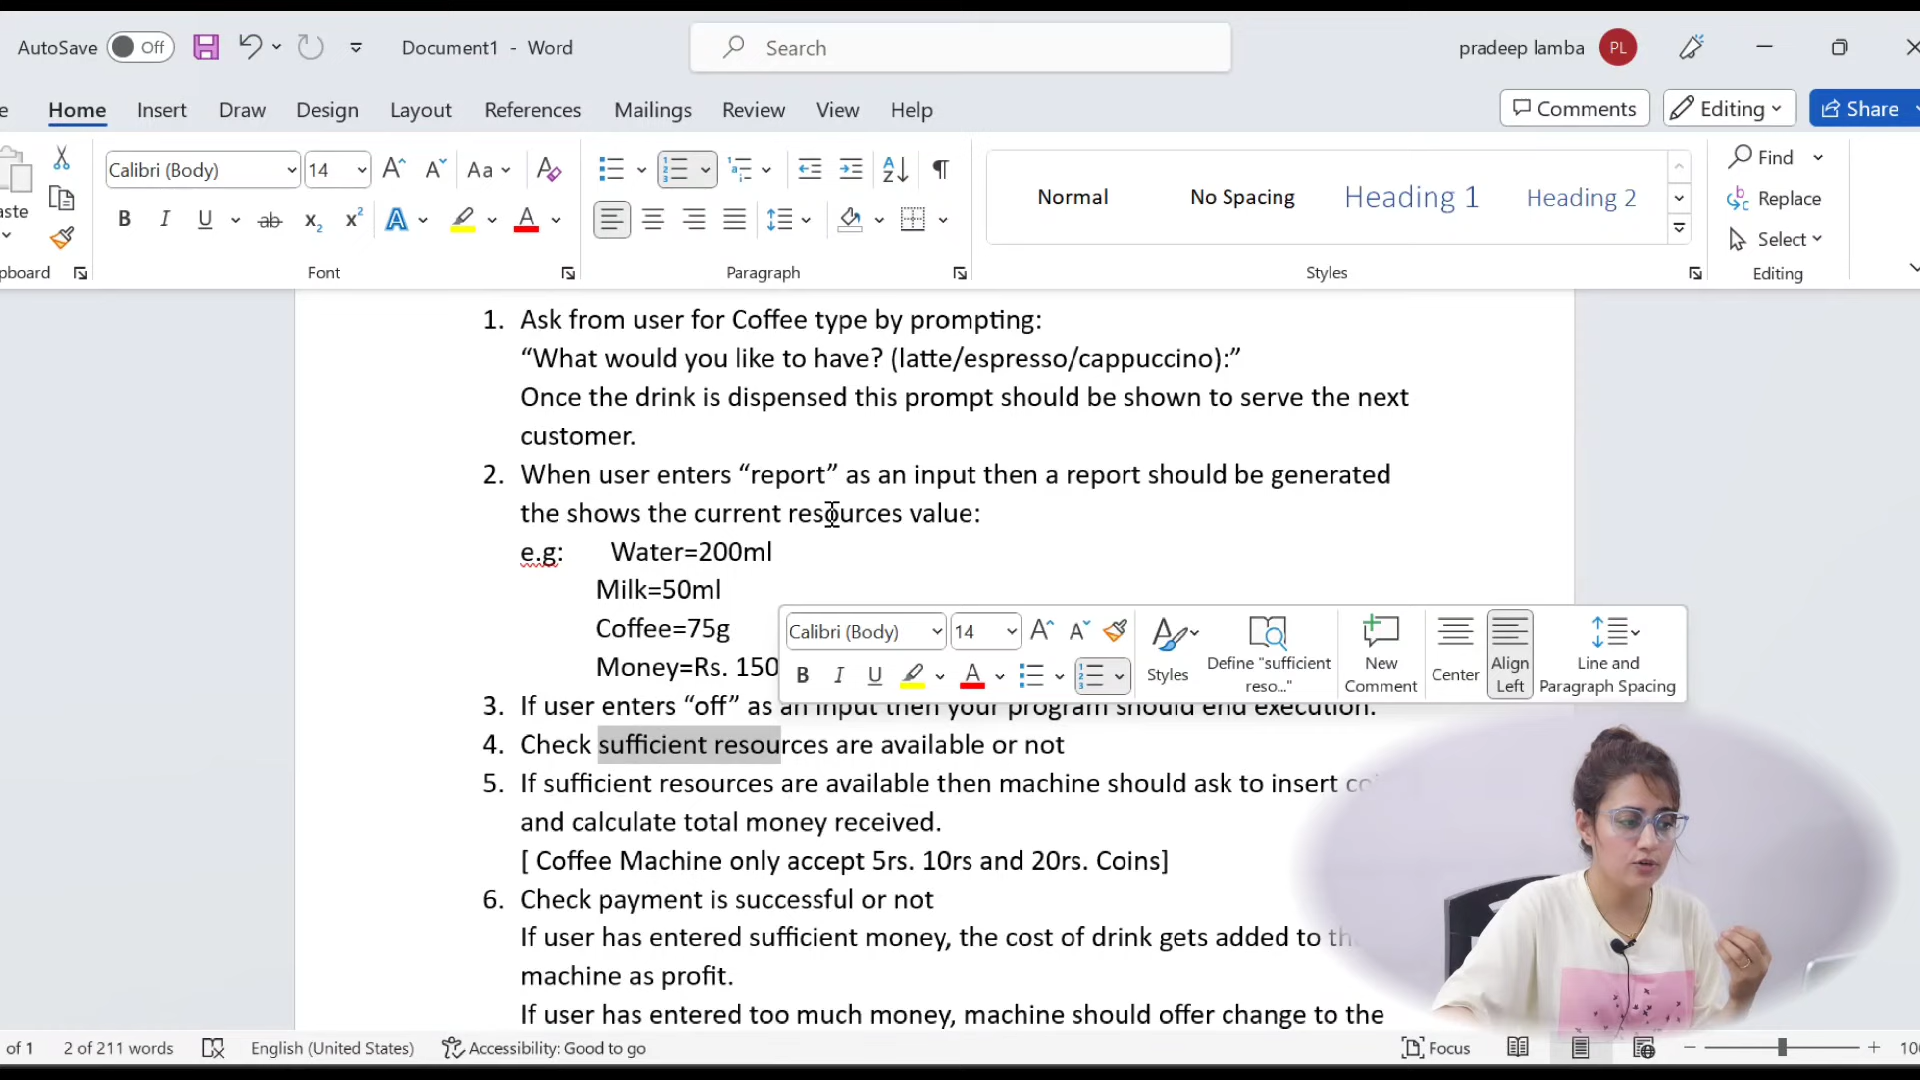 AutoSave Off Document1 - Word Search pradeep lamba PL
Home Insert Draw Design Layout References Mailings Review View Help Comments Editing Share
Calibri (Body) 14 Aa Normal No Spacing Heading 1 Heading 2 Find
Replace
Select
Font Paragraph Styles Editing
1. Ask from user for Coffee type by prompting:
“What would you like to have? (latte/espresso/cappuccino):”
Once the drink is dispensed this prompt should be shown to serve the next
customer.
2. When user enters “report” as an input then a report should be generated
the shows the current resources value:
e.g: Water=200ml
Milk=50ml
Coffee=75g
Money=Rs. 150
Calibri (Body) 14 Styles Define "sufficient reso..." New Comment Center Align Left Line and Paragraph Spacing
3. If user enters “off” as an input then your program should end execution.
4. Check sufficient resources are available or not
5. If sufficient resources are available then machine should ask to insert
and calculate total money received.
[ Coffee Machine only accept 5rs. 10rs and 20rs. Coins]
6. Check payment is successful or not
If user has entered sufficient money, the cost of drink gets added to
machine as profit.
If user has entered too much money, machine should offer change to the
of 1 2 of 211 words English (United States) Accessibility: Good to go Focus